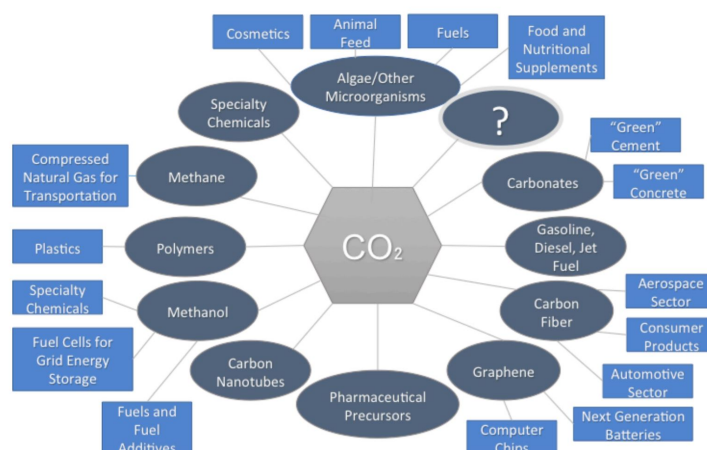 Cosmetics
Animal
Feed
Fuels
Food and
Nutritional
Supplements
Algae/Other
Microorganisms
Specialty
Chemicals
?
"Green"
Cement
Compressed
Natural Gas for
Transportation
Methane
Carbonates
"Green"
Concrete
CO₂
Plastics
Polymers
Gasoline,
Diesel, Jet
Fuel
Specialty
Chemicals
Methanol
Carbon
Fiber
Aerospace
Sector
Consumer
Products
Fuel Cells for
Grid Energy
Storage
Carbon
Nanotubes
Pharmaceutical
Precursors
Graphene
Automotive
Sector
Fuels and
Fuel
Additives
Computer
Chips
Next Generation
Batteries